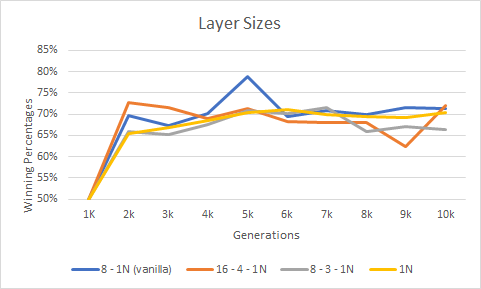 Layer Sizes
85%
80%
75%
70%
65%
60%
55%
50%
Winning Percentages
1K 2k 3k 4k 5k 6k 7k 8k 9k 10k
Generations
8 - 1N (vanilla) 16 - 4 - 1N 8 - 3 - 1N 1N